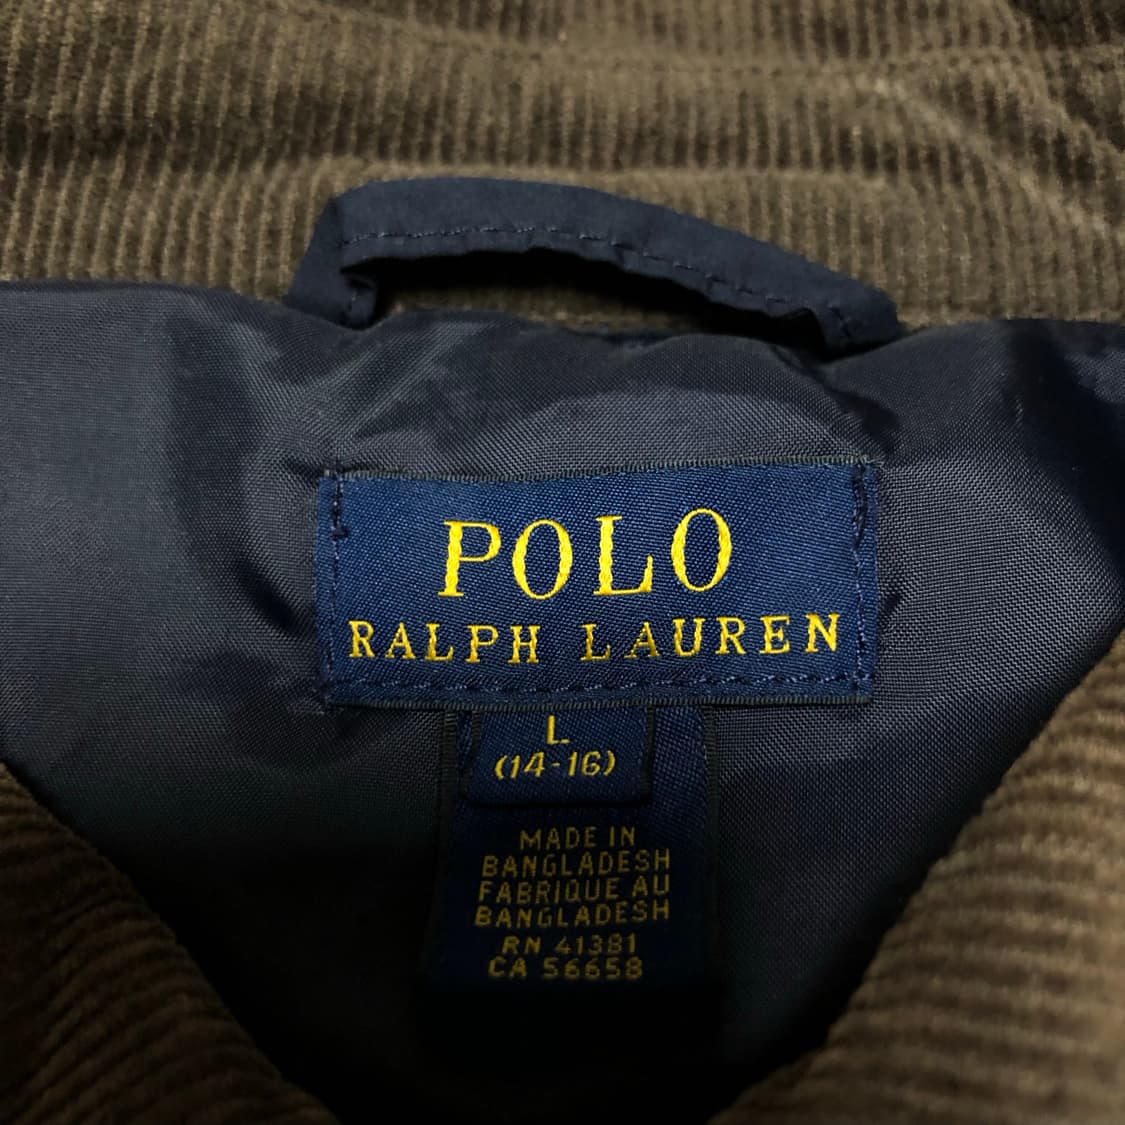 POLO
RALPH LAUREN
L
(14-16)
MADE IN
BANGLADESH
FABRIQUE AU
BANGLADESH
RN 41381
CA 56658